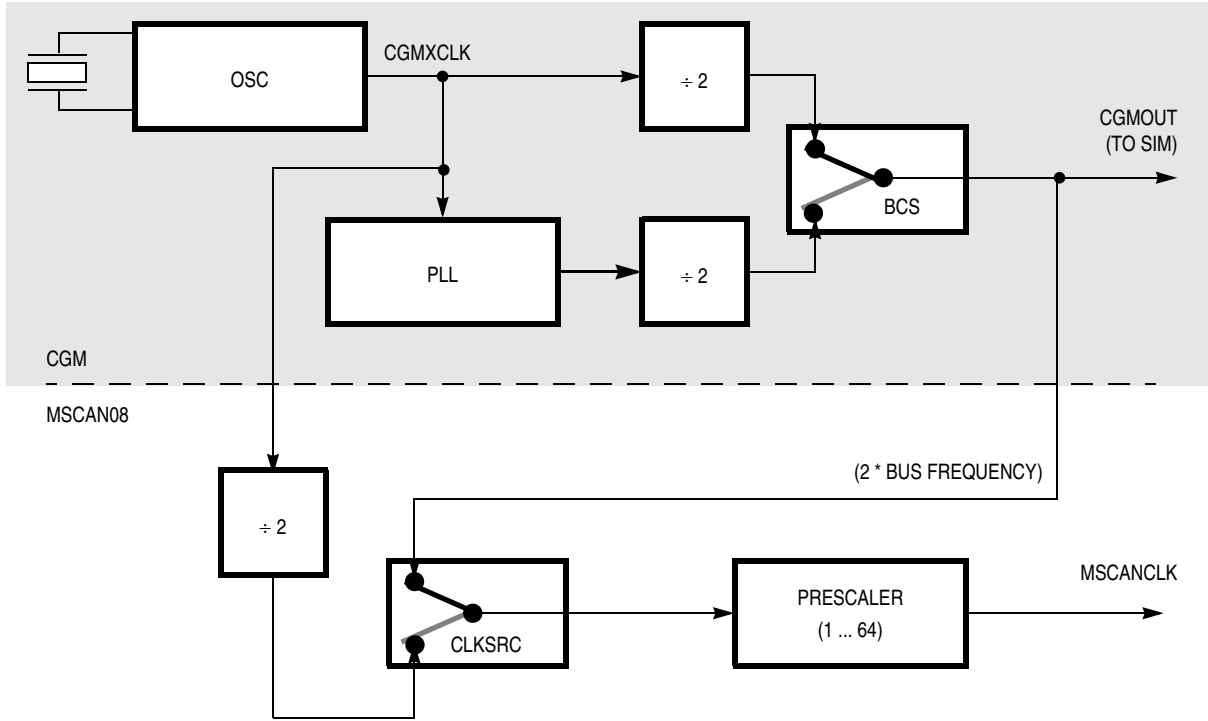 CGMXCLK
OSC
÷ 2
CGMOUT
(TO SIM)
BCS
PLL
÷ 2
CGM
MSCAN08
(2 * BUS FREQUENCY)
÷ 2
CLKSRC
PRESCALER
(1 ... 64)
MSCANCLK